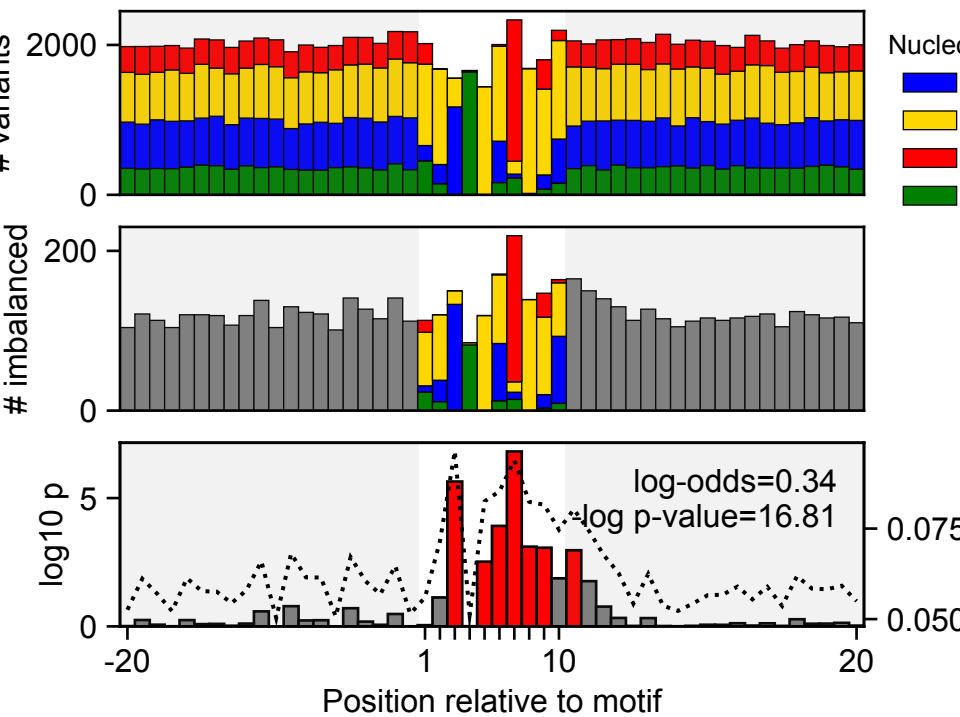 2000
0
# variants
Nucleo
200
0
# imbalanced
5
0
log10 p
log-odds=0.34
-log p-value=16.81
0.075
0.050
-20
1
10
20
Position relative to motif